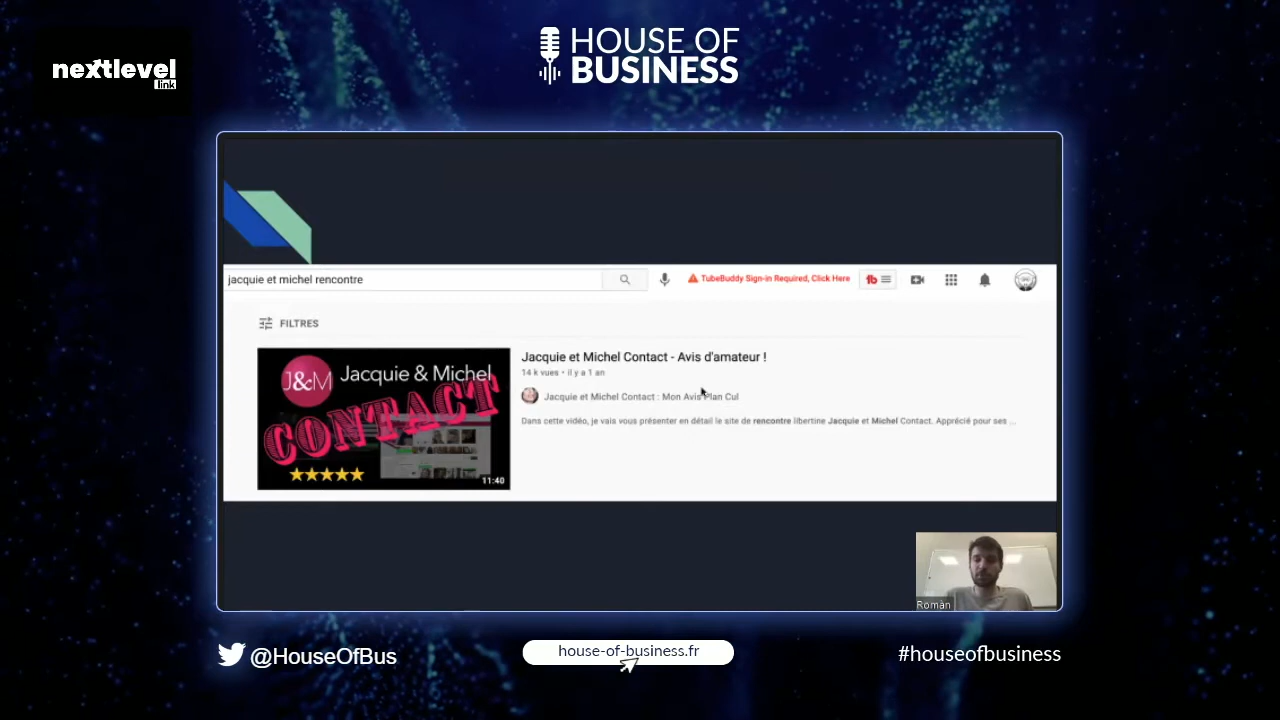 nextlevel
link
HOUSE OF
BUSINESS
jacquie et michel rencontre
TubeBuddy Sign-in Required, Click Here
tb
FILTRES
J&M Jacquie & Michel
CONTACT
11:40
Jacquie et Michel Contact - Avis d'amateur !
14 k vues • il y a 1 an
Jacquie et Michel Contact : Mon Avis Plan Cul
Dans cette vidéo, je vais vous présenter en détail le site de rencontre libertine Jacquie et Michel Contact. Apprécié pour ses ...
Romàn
@HouseOfBus
house-of-business.fr
#houseofbusiness